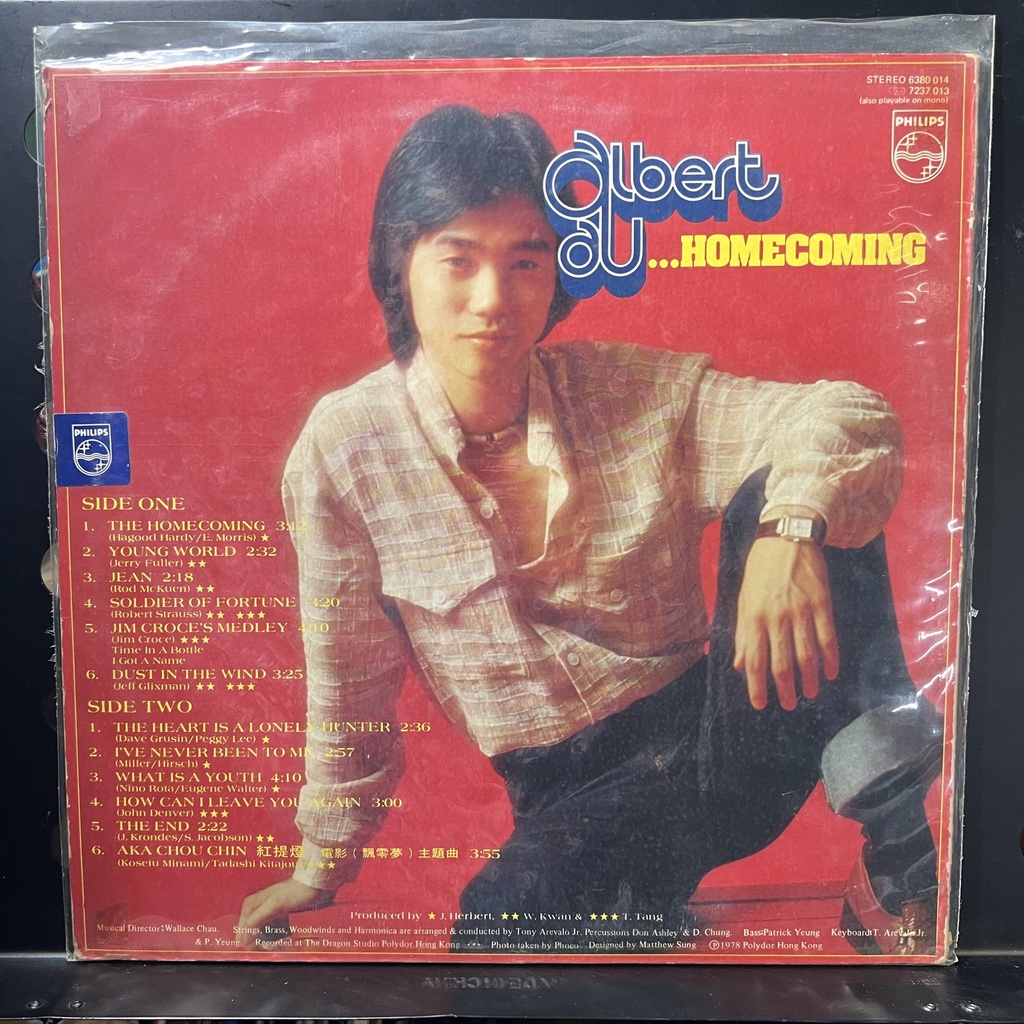 STEREO 6380 014
7237 013
(also playable on mono)
PHILIPS
albert
au
...HOMECOMING
PHILIPS
SIDE ONE
1. THE HOMECOMING 3:12
(Hagood Hardy/E. Morris) ★
2. YOUNG WORLD 2:32
(Jerry Fuller) ★★
3. JEAN 2:18
(Rod McKuen) ★★
4. SOLDIER OF FORTUNE 3:20
(Robert Strauss) ★★ ★★★
5. JIM CROCE'S MEDLEY 4:10
(Jim Croce) ★★★
Time In A Bottle
I Got A Name
6. DUST IN THE WIND 3:25
(Jeff Glixman) ★★ ★★★
SIDE TWO
1. THE HEART IS A LONELY HUNTER 2:36
(Dave Grusin/Peggy Lee) ★
2. I'VE NEVER BEEN TO ME 2:57
(Miller/Hirsch) ★
3. WHAT IS A YOUTH 4:10
(Nino Rota/Eugene Walter) ★
4. HOW CAN I LEAVE YOU AGAIN 3:00
(John Denver) ★★★
5. THE END 2:22
(J. Krondes/S. Jacobson) ★★
6. AKA CHOU CHIN 紅提燈 電影(飄零夢)主題曲 3:55
(Kosetu Minami/Tadashi Kitajou) ★★★
Produced by ★ J. Herbert, ★★ W. Kwan & ★★★ T. Tang
Musical Director: Wallace Chau. Strings, Brass, Woodwinds and Harmonica are arranged & conducted by Tony Arevalo Jr. Percussions Don Ashley & D. Chung. Bass: Patrick Yeung Keyboard: T. Arevalo Jr.
& P. Yeung. Recorded at The Dragon Studio Polydor Hong Kong Photo taken by Phuco Designed by Matthew Sung Ⓟ1978 Polydor Hong Kong